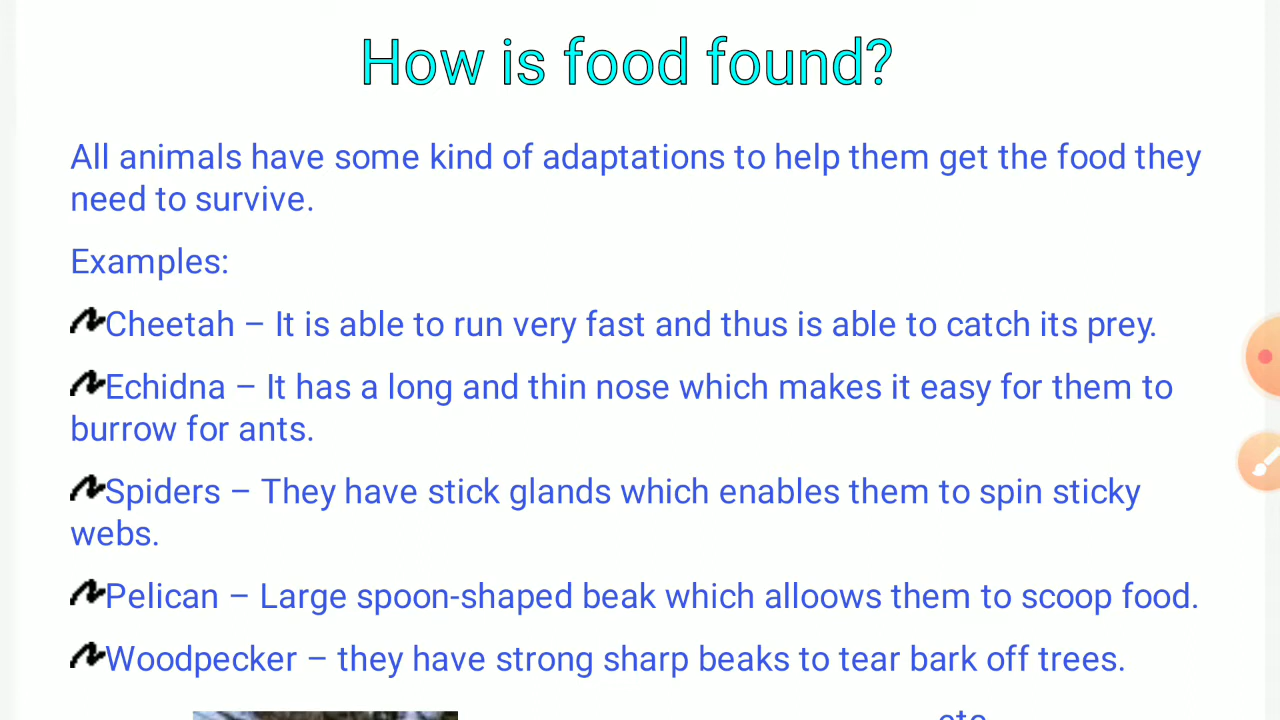 How is food found?
All animals have some kind of adaptations to help them get the food they
need to survive.
Examples:
Cheetah – It is able to run very fast and thus is able to catch its prey.
Echidna – It has a long and thin nose which makes it easy for them to
burrow for ants.
Spiders – They have stick glands which enables them to spin sticky
webs.
Pelican – Large spoon-shaped beak which alloows them to scoop food.
Woodpecker – they have strong sharp beaks to tear bark off trees.